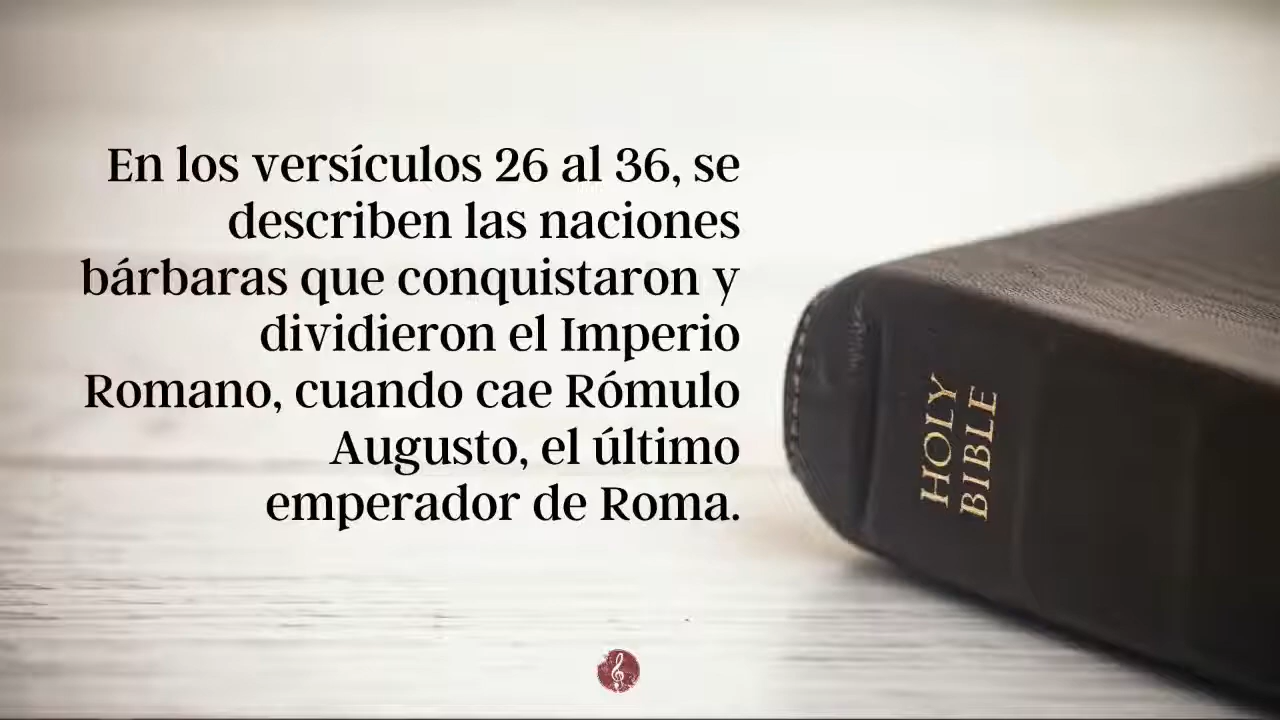 En los versículos 26 al 36, se
describen las naciones
bárbaras que conquistaron y
dividieron el Imperio
Romano, cuando cae Rómulo
Augusto, el último
emperador de Roma.
HOLY
BIBLE